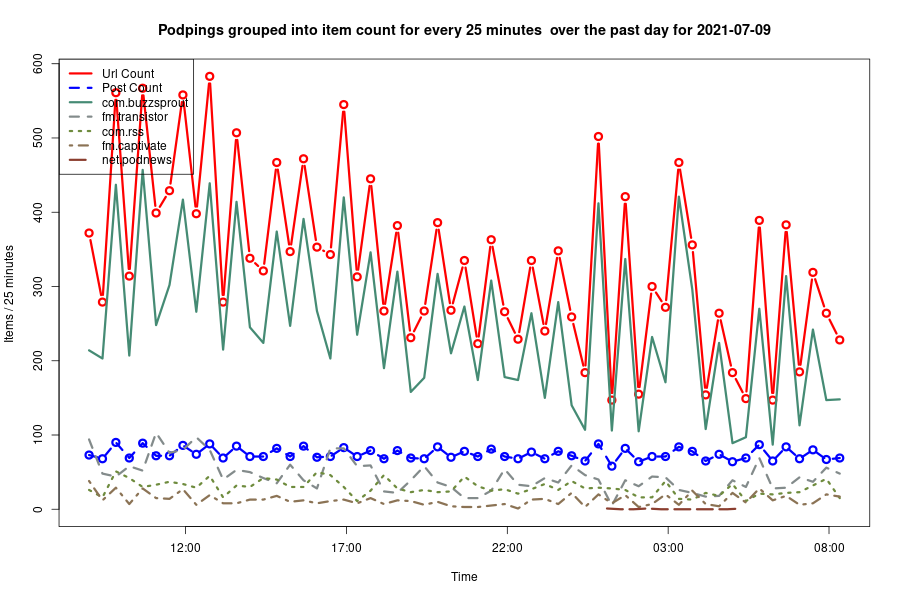 Podpings grouped into item count for every 25 minutes  over the past day for 2021-07-09
Items / 25 minutes
600
500
400
300
200
100
0
Url Count
Post Count
com.buzzsprout
fm.transistor
com.rss
fm.captivate
net.podnews
12:00
17:00
22:00
03:00
08:00
Time